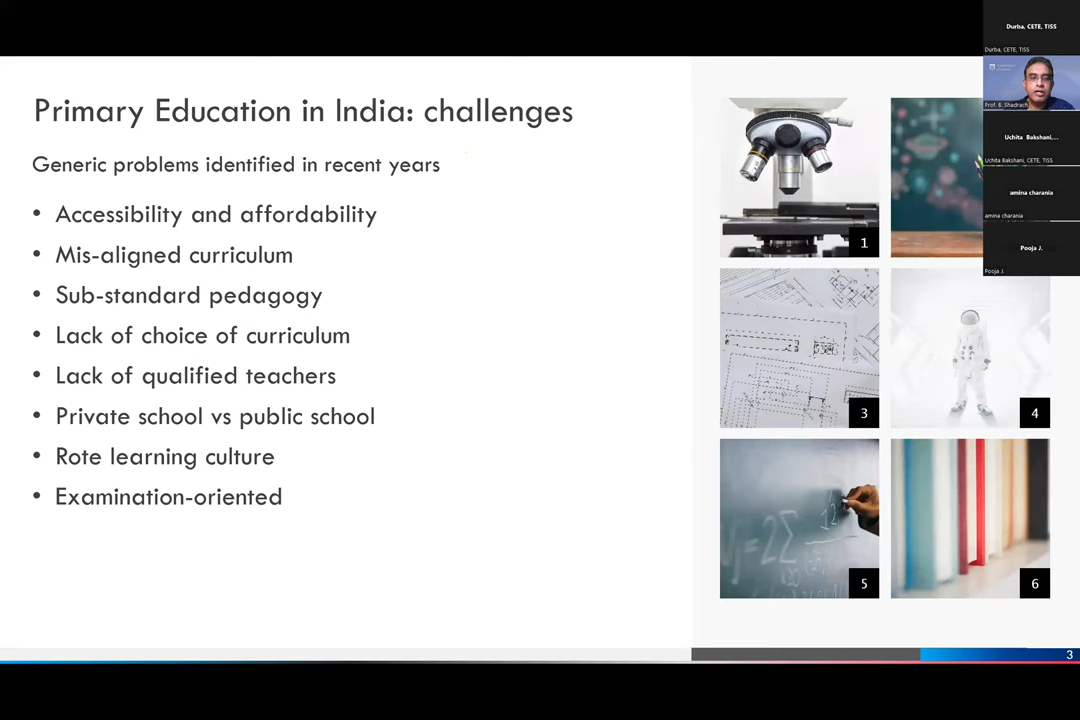 Primary Education in India: challenges
Generic problems identified in recent years
• Accessibility and affordability
• Mis-aligned curriculum
• Sub-standard pedagogy
• Lack of choice of curriculum
• Lack of qualified teachers
• Private school vs public school
• Rote learning culture
• Examination-oriented
1
3
4
5
6
3
Durba, CETE, TISS
Durba, CETE, TISS
Prof. B. Shadrach
Uchita Bakshani,...
Uchita Bakshani, CETE, TISS
amina charania
amina charania
Pooja J.
Pooja J.